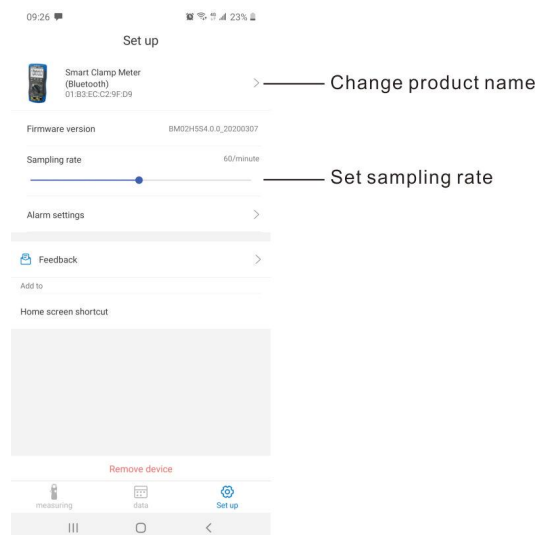 09:26 23%
Set up
Smart Clamp Meter
(Bluetooth)
01:B3:EC:C2:9F:D9
Change product name
Firmware version BM02H5S4.0.0_20200307
Sampling rate 60/minute
Set sampling rate
Alarm settings
Feedback
Add to
Home screen shortcut
Remove device
measuring data Set up